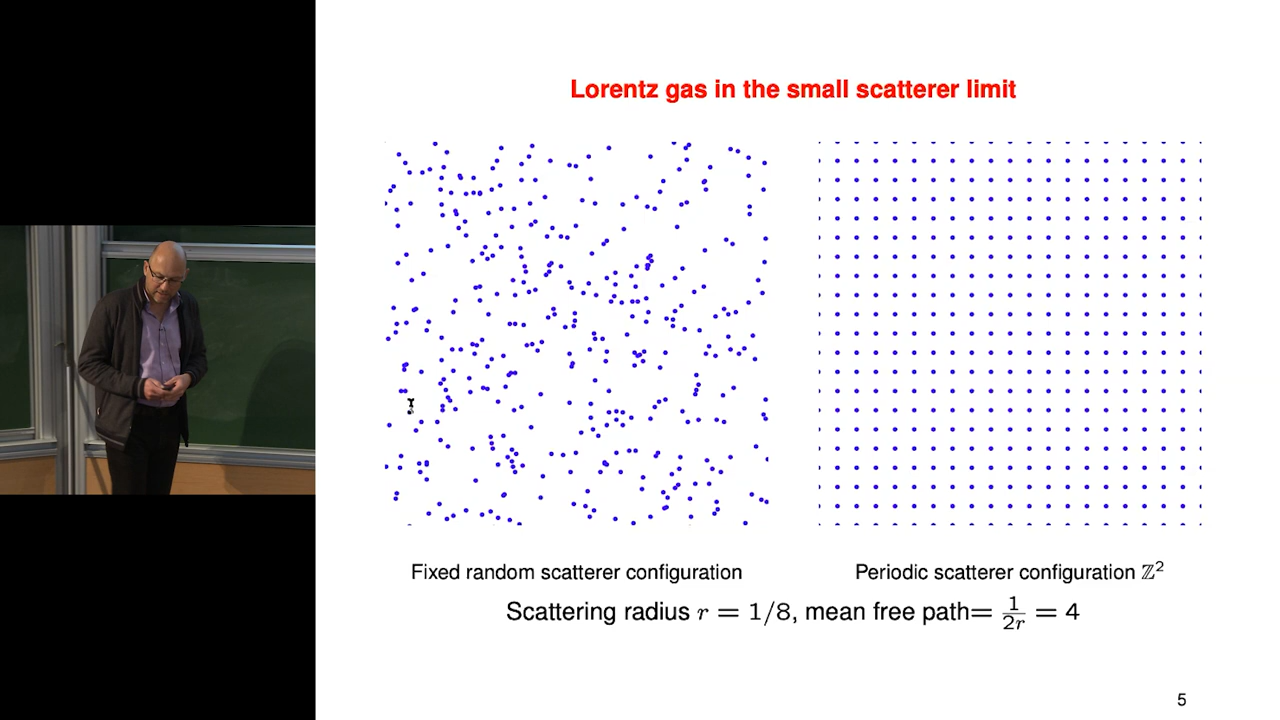 Lorentz gas in the small scatterer limit
Fixed random scatterer configuration
Periodic scatterer configuration ℤ²
Scattering radius r = 1/8, mean free path= 1/2r = 4
5